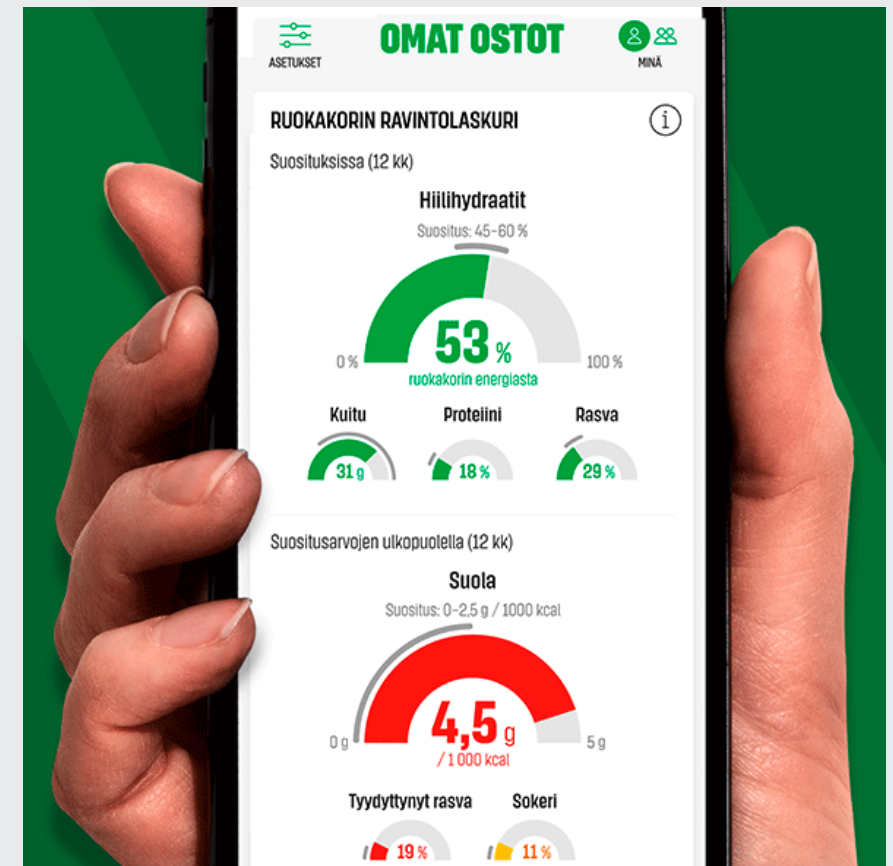 OMAT OSTOT
ASETUKSET
MINÄ
RUOKAKORIN RAVINTOLASKURI
i
Suosituksissa (12 kk)
Hiilihydraatit
Suositus: 45–60 %
53 %
0 %
100 %
ruokakorin energiasta
Kuitu Proteiini Rasva
31 g 18 % 29 %
Suositusarvojen ulkopuolella (12 kk)
Suola
Suositus: 0–2,5 g / 1000 kcal
4,5 g
0 g
5 g
/ 1 000 kcal
Tyydyttynyt rasva Sokeri
19 % 11 %